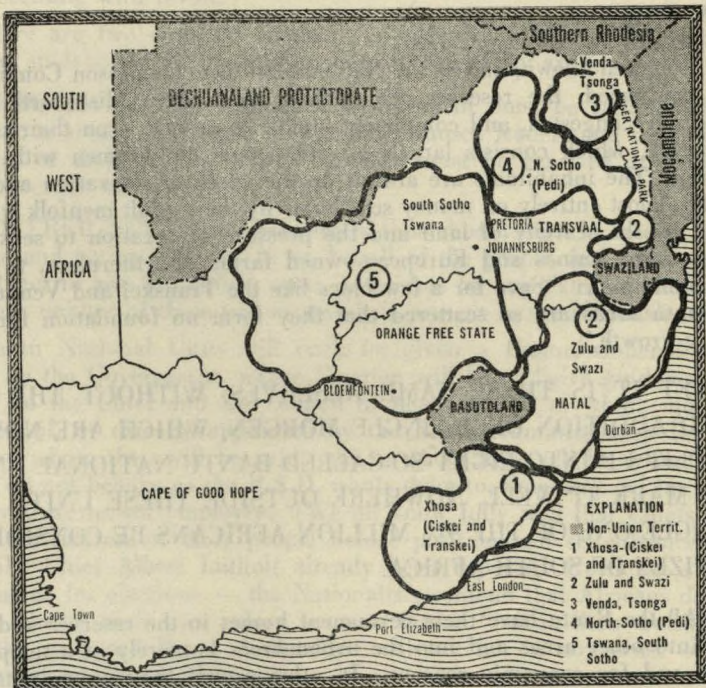 Southern Rhodesia
Venda,
Tsonga
3
KRUGER NATIONAL PARK
Moçambique
SOUTH
WEST
AFRICA
BECHUANALAND PROTECTORATE
4
N. Sotho
(Pedi)
South Sotho
Tswana
PRETORIA
TRANSVAAL
JOHANNESBURG
2
SWAZILAND
5
ORANGE FREE STATE
2
Zulu and
Swazi
BLOEMFONTEIN
BASUTOLAND
NATAL
Durban
CAPE OF GOOD HOPE
1
Xhosa
(Ciskei and
Transkei)
East London
Port Elizabeth
Cape Town
EXPLANATION
Non-Union Territ.
1 Xhosa-(Ciskei
and Transkei)
2 Zulu and Swazi
3 Venda, Tsonga
4 North-Sotho (Pedi)
5 Tswana, South
Sotho